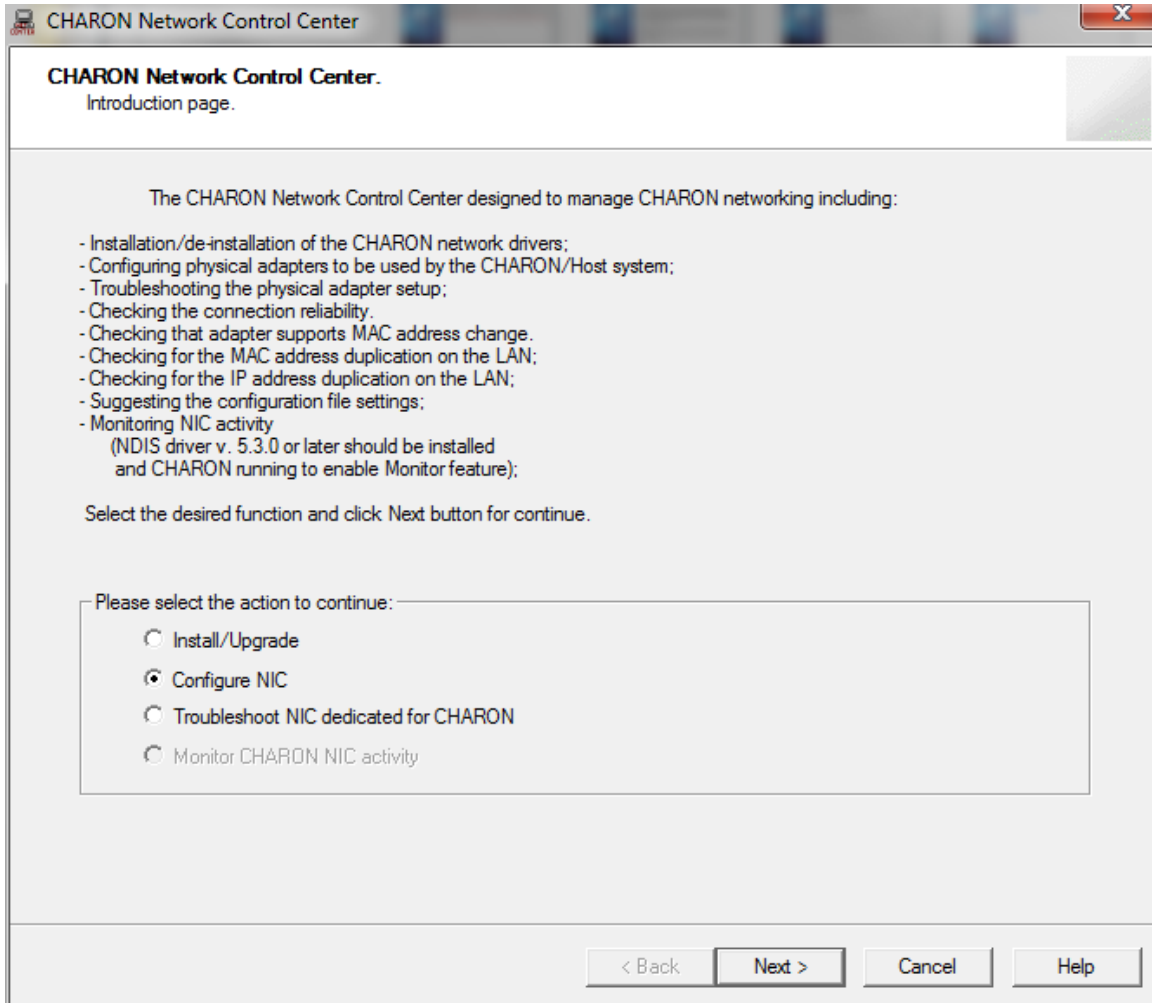 CHARON Network Control Center
CHARON Network Control Center.
Introduction page.
The CHARON Network Control Center designed to manage CHARON networking including:
- Installation/de-installation of the CHARON network drivers;
- Configuring physical adapters to be used by the CHARON/Host system;
- Troubleshooting the physical adapter setup;
- Checking the connection reliability.
- Checking that adapter supports MAC address change.
- Checking for the MAC address duplication on the LAN;
- Checking for the IP address duplication on the LAN;
- Suggesting the configuration file settings;
- Monitoring NIC activity
(NDIS driver v. 5.3.0 or later should be installed
and CHARON running to enable Monitor feature);
Select the desired function and click Next button for continue.
Please select the action to continue:
Install/Upgrade
Configure NIC
Troubleshoot NIC dedicated for CHARON
Monitor CHARON NIC activity
< Back
Next >
Cancel
Help